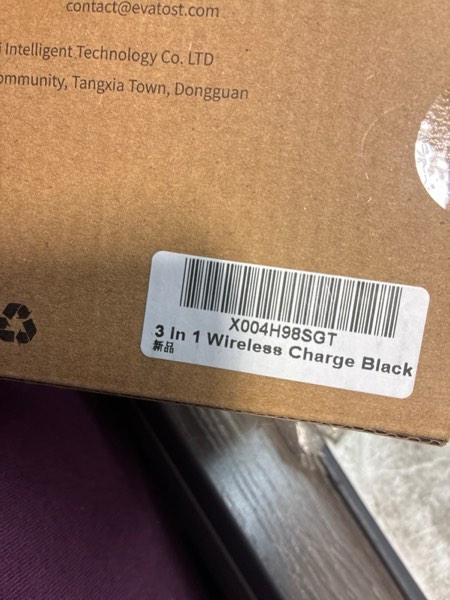 contact@evatost.com
Intelligent Technology Co. LTD
ommunity, Tangxia Town, Dongguan
X004H98SGT
3 In 1 Wireless Charge Black
新品